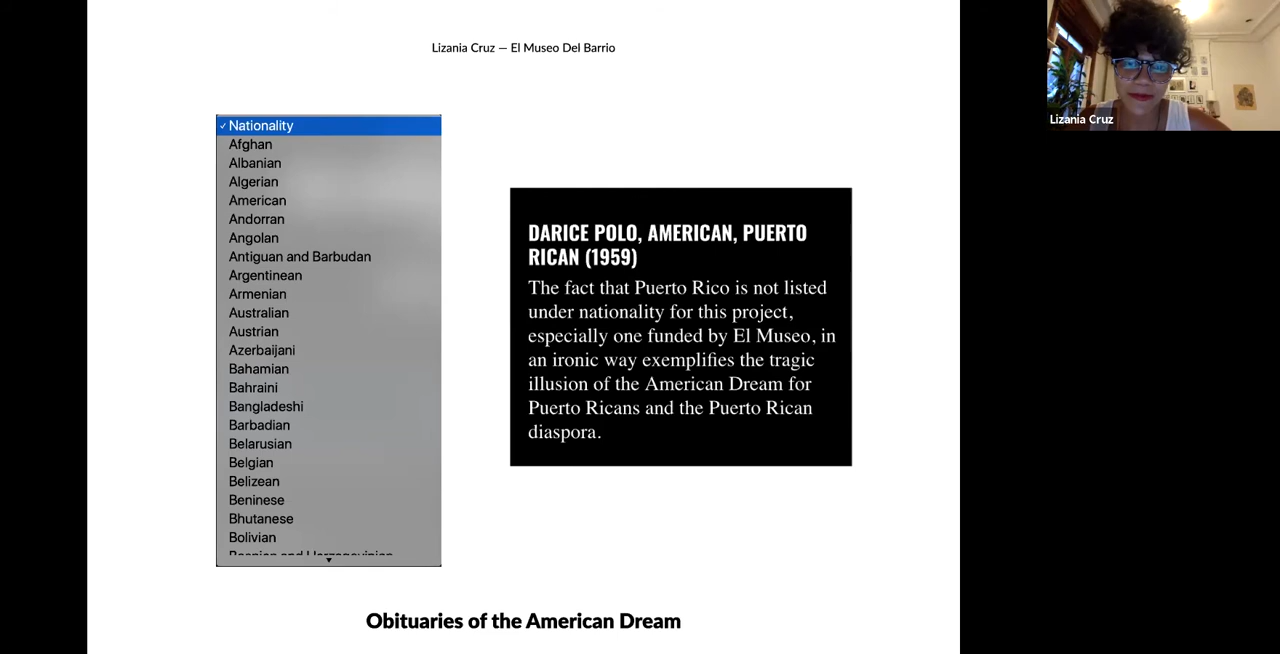 Lizania Cruz — El Museo Del Barrio
Lizania Cruz
✓ Nationality
Afghan
Albanian
Algerian
American
Andorran
Angolan
Antiguan and Barbudan
Argentinean
Armenian
Australian
Austrian
Azerbaijani
Bahamian
Bahraini
Bangladeshi
Barbadian
Belarusian
Belgian
Belizean
Beninese
Bhutanese
Bolivian
Bosnian and Herzegovinian
DARICE POLO, AMERICAN, PUERTO
RICAN (1959)
The fact that Puerto Rico is not listed
under nationality for this project,
especially one funded by El Museo, in
an ironic way exemplifies the tragic
illusion of the American Dream for
Puerto Ricans and the Puerto Rican
diaspora.
Obituaries of the American Dream